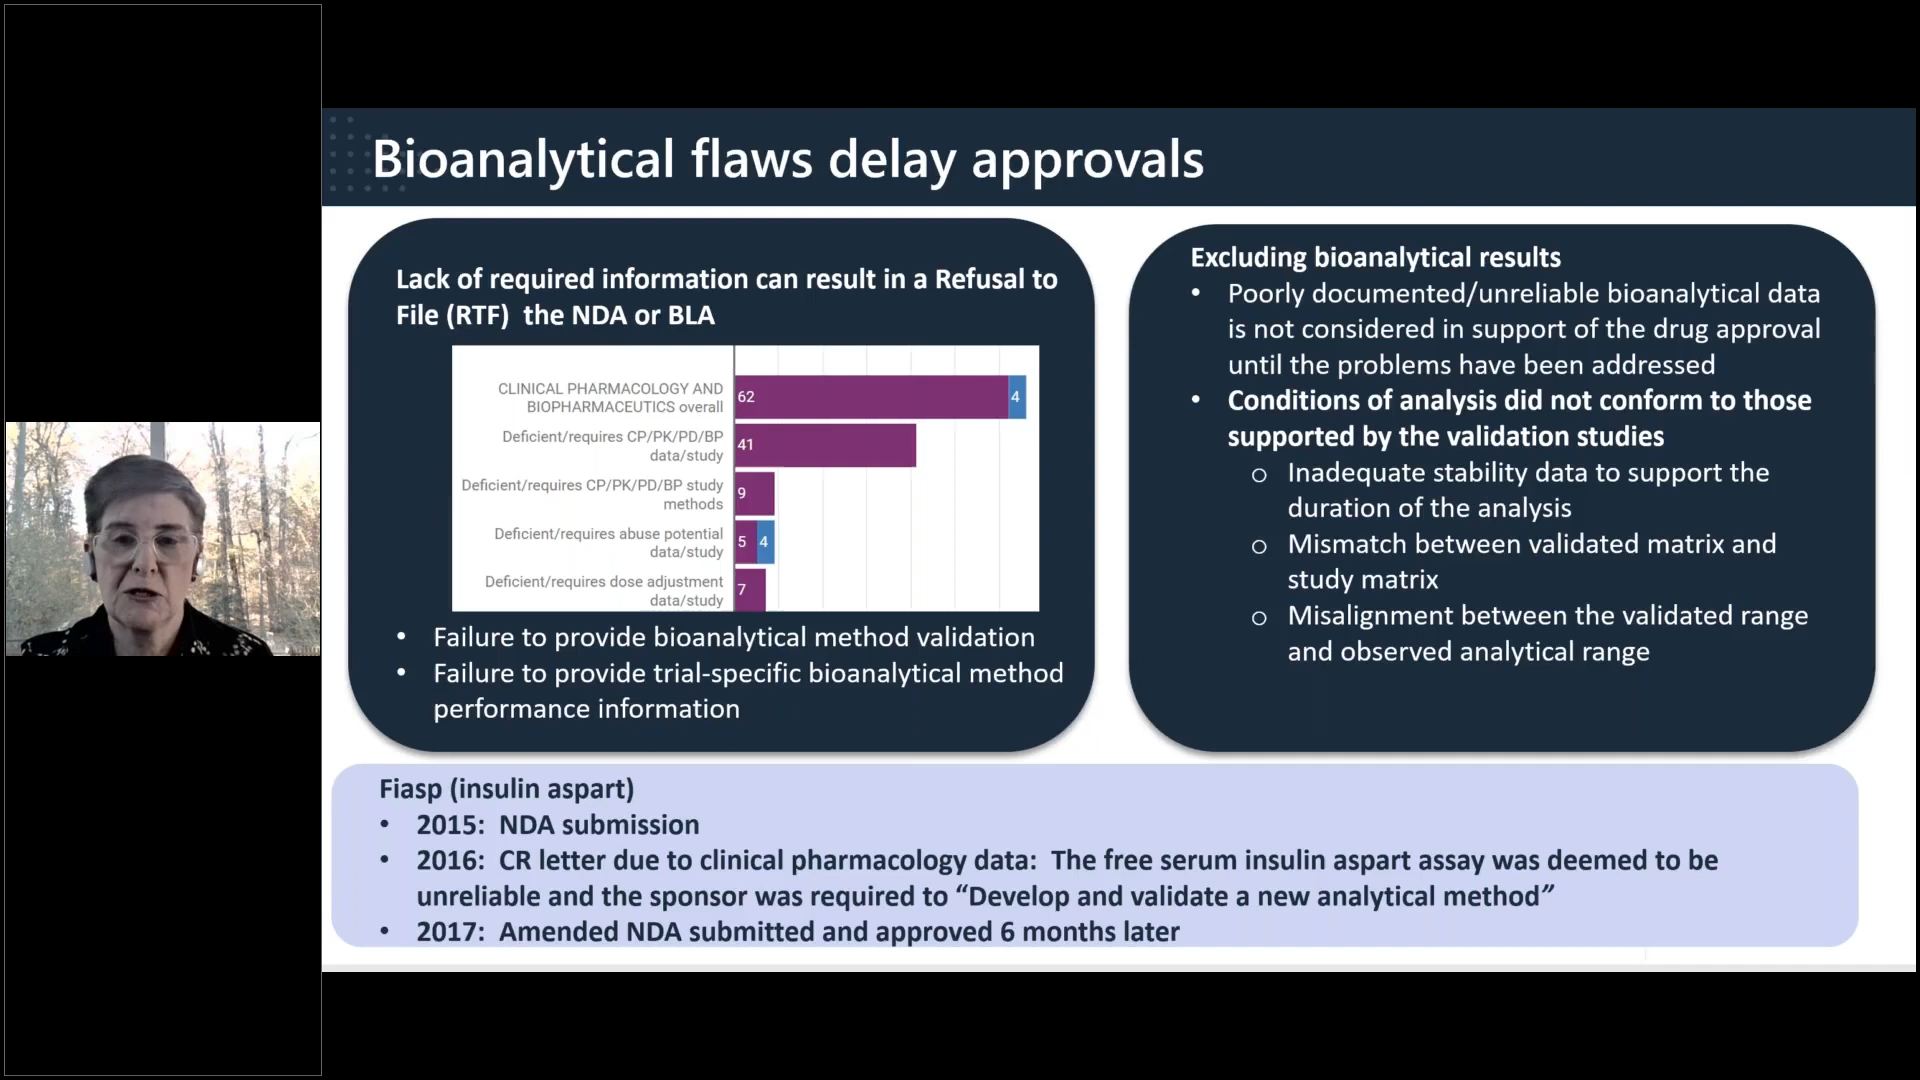 Bioanalytical flaws delay approvals
Lack of required information can result in a Refusal to
File (RTF) the NDA or BLA
CLINICAL PHARMACOLOGY AND
BIOPHARMACEUTICS overall
62
4
Deficient/requires CP/PK/PD/BP
data/study
41
Deficient/requires CP/PK/PD/BP study
methods
9
Deficient/requires abuse potential
data/study
5
4
Deficient/requires dose adjustment
data/study
7
• Failure to provide bioanalytical method validation
• Failure to provide trial-specific bioanalytical method
performance information
Excluding bioanalytical results
• Poorly documented/unreliable bioanalytical data
is not considered in support of the drug approval
until the problems have been addressed
• Conditions of analysis did not conform to those
supported by the validation studies
o Inadequate stability data to support the
duration of the analysis
o Mismatch between validated matrix and
study matrix
o Misalignment between the validated range
and observed analytical range
Fiasp (insulin aspart)
• 2015: NDA submission
• 2016: CR letter due to clinical pharmacology data: The free serum insulin aspart assay was deemed to be
unreliable and the sponsor was required to “Develop and validate a new analytical method”
• 2017: Amended NDA submitted and approved 6 months later